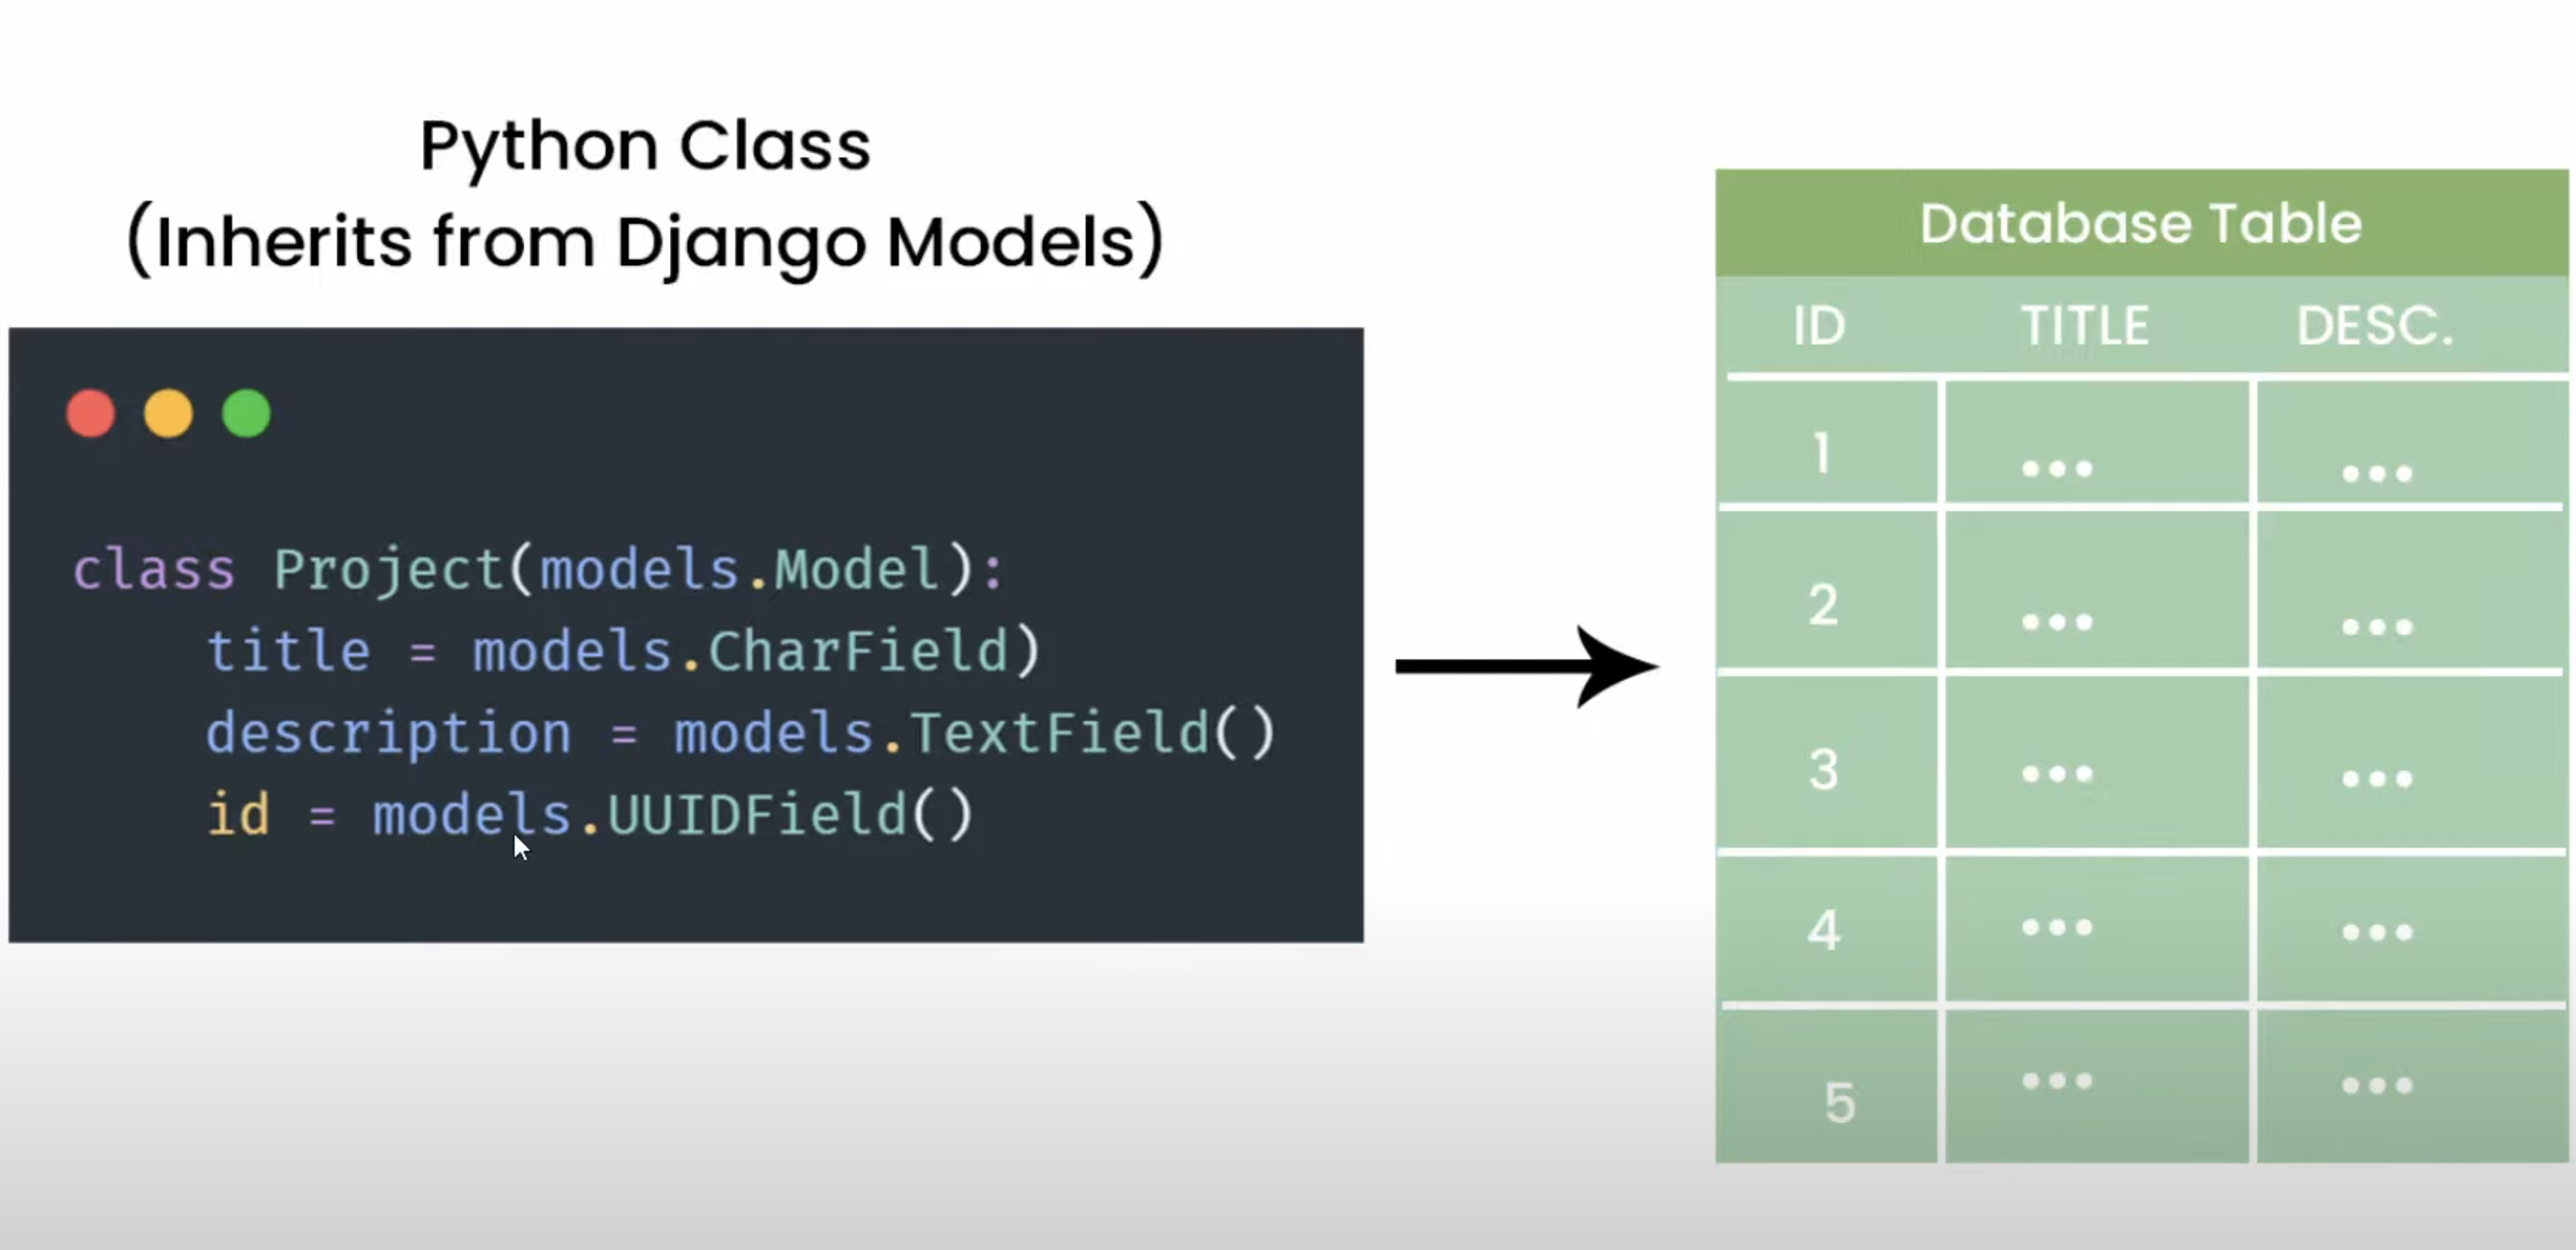 Python Class
(Inherits from Django Models)
class Project(models.Model):
title = models.CharField)
description = models.TextField()
id = models.UUIDField()
Database Table
ID TITLE DESC.
1 ... ...
2 ... ...
3 ... ...
4 ... ...
5 ... ...